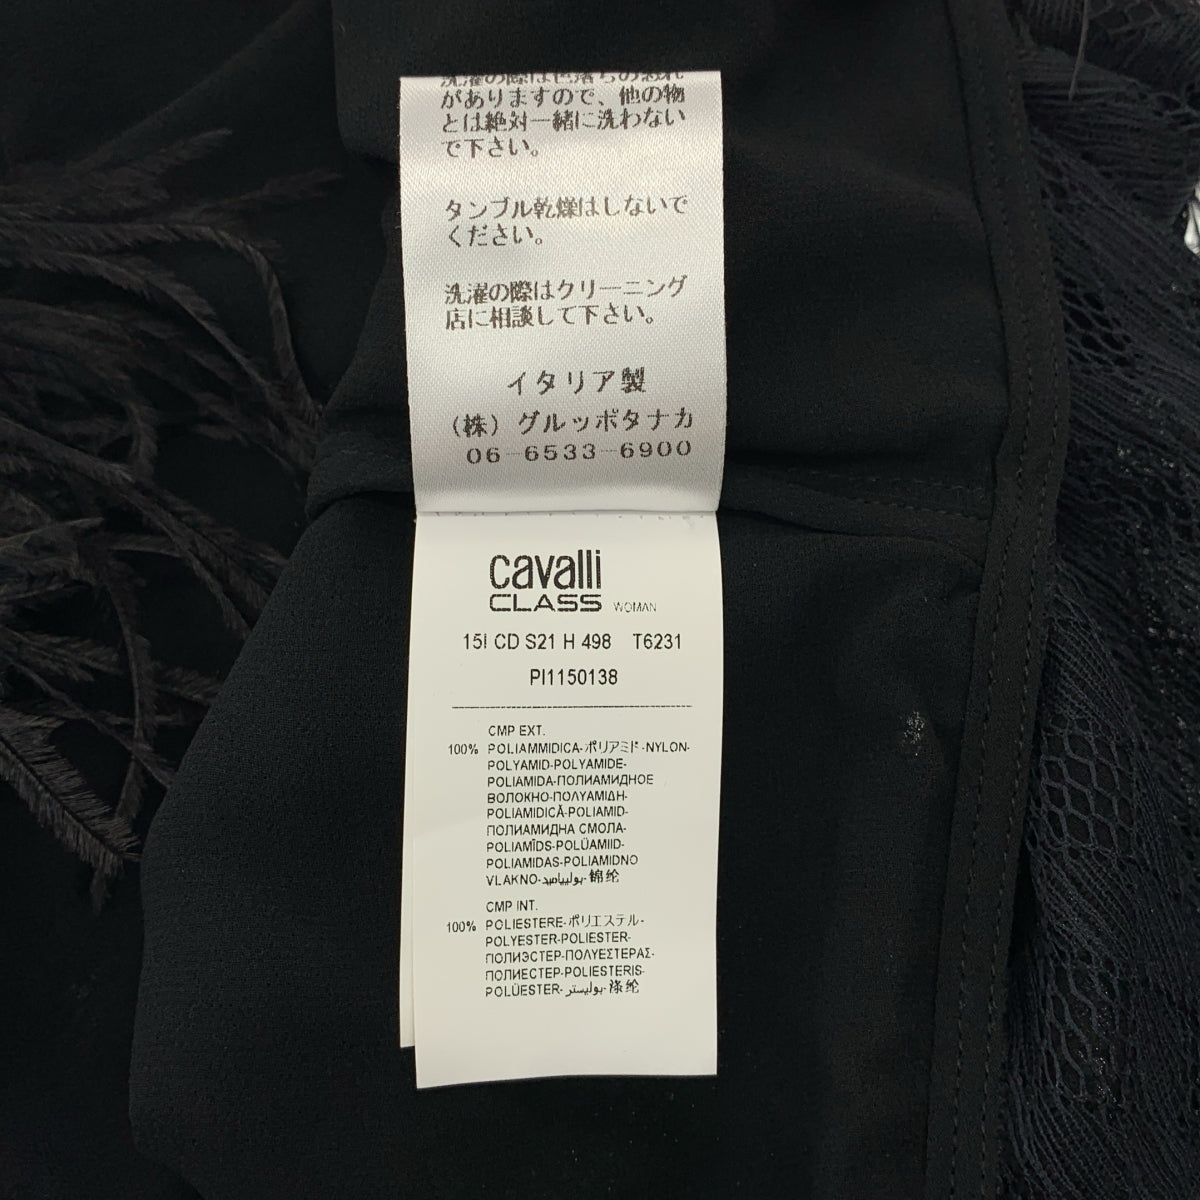 洗濯の際は色落ちの恐れ
がありますので、他の物
とは絶対一緒に洗わない
で下さい。
タンブル乾燥はしないで
ください。
洗濯の際はクリーニング
店に相談して下さい。
イタリア製
（株）グルッポタナカ
06-6533-6900
cavalli
CLASS WOMAN
15I CD S21 H 498 T6231
PI1150138
CMP EXT.
100% POLIAMMIDICA-ポリアミド-NYLON-
POLYAMID-POLYAMIDE-
POLIAMIDA-ПОЛИАМИДНОЕ
ВОЛОКНО-ΠΟΛΥΑΜΙΔΗ-
POLIAMIDICĂ-POLIAMID-
ПОЛИАМИДНА СМОЛА-
POLIAMĪDS-POLÜAMIID-
POLIAMIDAS-POLIAMIDNO
VLAKNO-بولياميد-锦纶
CMP INT.
100% POLIESTERE-ポリエステル-
POLYESTER-POLIESTER-
ПОЛИЭСТЕР-ΠΟΛΥΕΣΤΕΡΑΣ-
ПОЛИЕСТЕР-POLIESTERIS-
POLÜESTER-بوليستر-涤纶